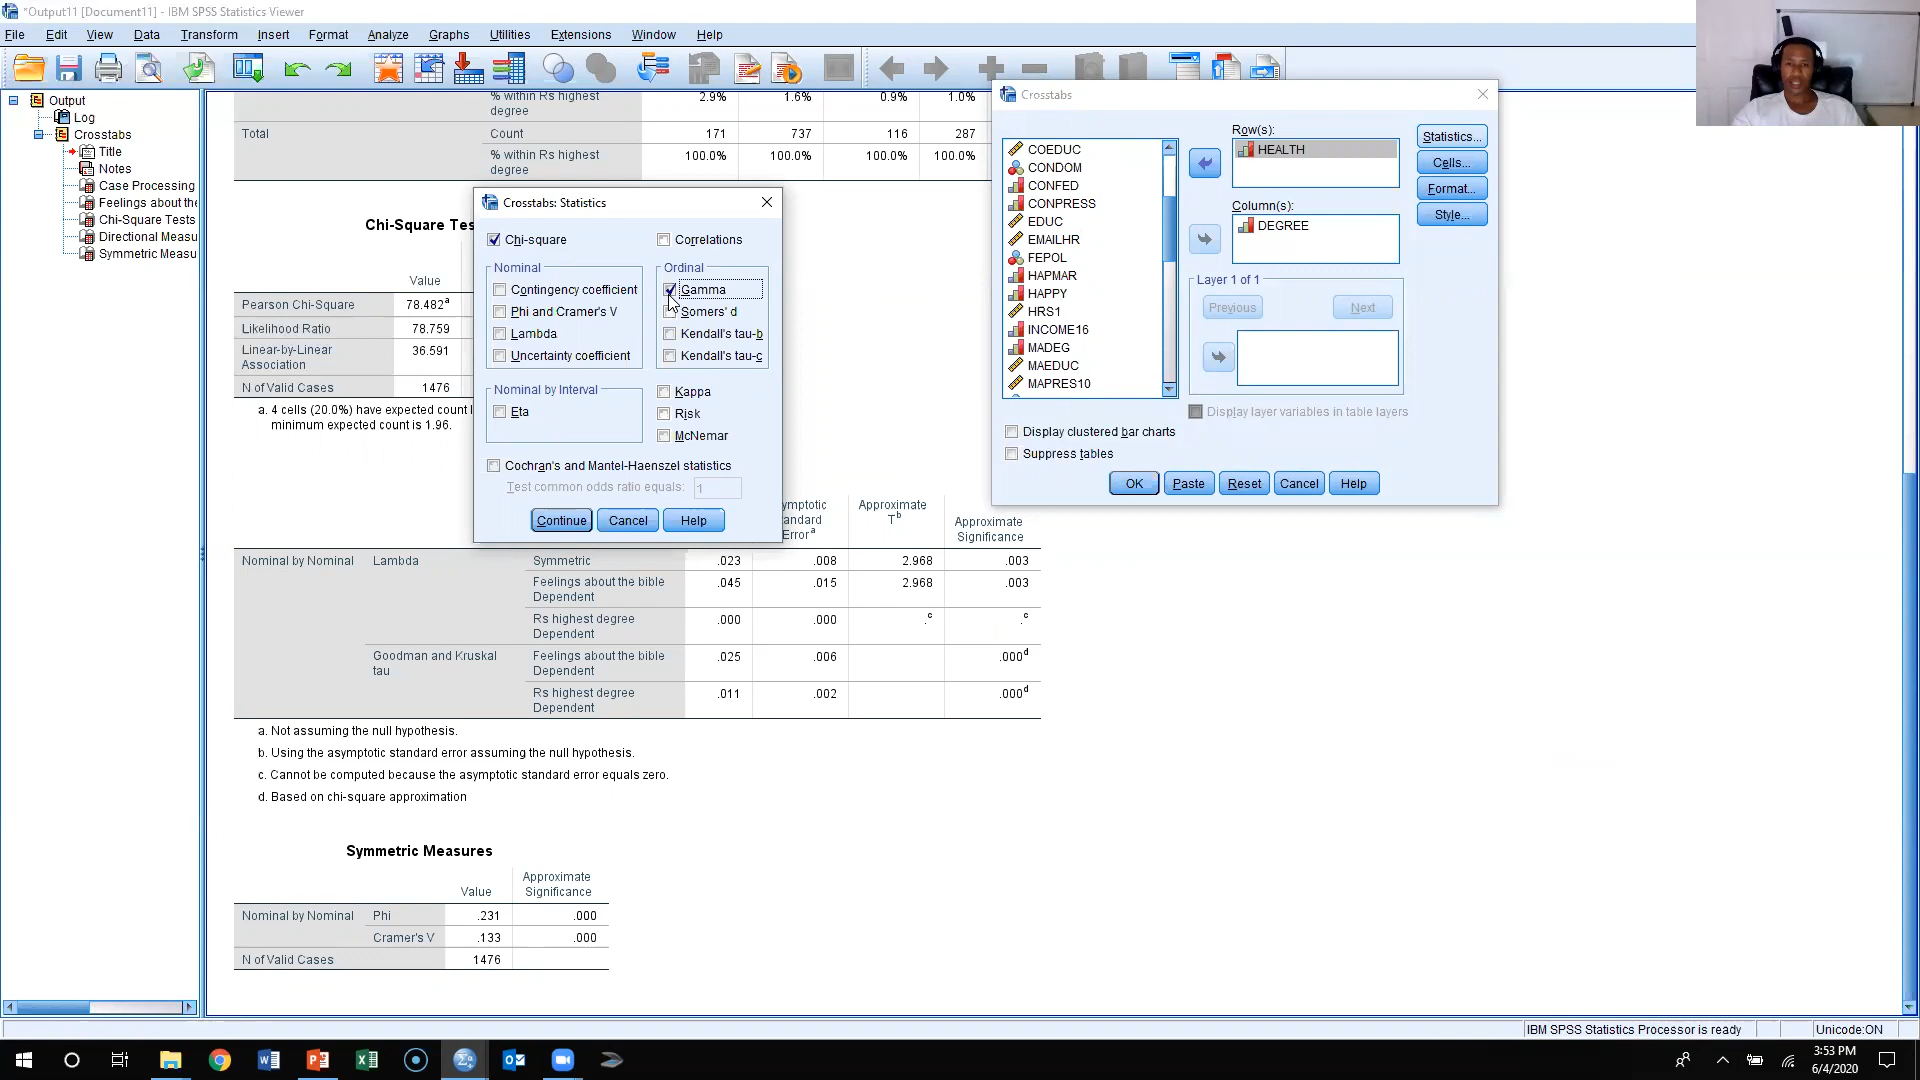 *Output11 [Document11] - IBM SPSS Statistics Viewer
File Edit View Data Transform Insert Format Analyze Graphs Utilities Extensions Window Help
Output
Log
Crosstabs
Title
Notes
Case Processing
Feelings about the
Chi-Square Tests
Directional Measu
Symmetric Measu
% within Rs highest degree 2.9% 1.6% 0.9% 1.0%
Total Count 171 737 116 287
% within Rs highest degree 100.0% 100.0% 100.0% 100.0%
Chi-Square Tes
Value
Pearson Chi-Square 78.482a
Likelihood Ratio 78.759
Linear-by-Linear Association 36.591
N of Valid Cases 1476
a. 4 cells (20.0%) have expected count l
minimum expected count is 1.96.
Crosstabs: Statistics
Chi-square
Correlations
Nominal
Contingency coefficient
Phi and Cramer's V
Lambda
Uncertainty coefficient
Ordinal
Gamma
Somers' d
Kendall's tau-b
Kendall's tau-c
Nominal by Interval
Eta
Kappa
Risk
McNemar
Cochran's and Mantel-Haenszel statistics
Test common odds ratio equals: 1
Continue Cancel Help
Crosstabs
COEDUC
CONDOM
CONFED
CONPRESS
EDUC
EMAILHR
FEPOL
HAPMAR
HAPPY
HRS1
INCOME16
MADEG
MAEDUC
MAPRES10
Row(s):
HEALTH
Column(s):
DEGREE
Layer 1 of 1
Previous Next
Display layer variables in table layers
Statistics...
Cells...
Format...
Style...
Display clustered bar charts
Suppress tables
OK Paste Reset Cancel Help
ymptotic
andard
Errora
Approximate
Tb
Approximate
Significance
Nominal by Nominal Lambda Symmetric .023 .008 2.968 .003
Feelings about the bible Dependent .045 .015 2.968 .003
Rs highest degree Dependent .000 .000 .c .c
Goodman and Kruskal tau Feelings about the bible Dependent .025 .006 .000d
Rs highest degree Dependent .011 .002 .000d
a. Not assuming the null hypothesis.
b. Using the asymptotic standard error assuming the null hypothesis.
c. Cannot be computed because the asymptotic standard error equals zero.
d. Based on chi-square approximation
Symmetric Measures
Value Approximate Significance
Nominal by Nominal Phi .231 .000
Cramer's V .133 .000
N of Valid Cases 1476
IBM SPSS Statistics Processor is ready Unicode:ON
3:53 PM
6/4/2020